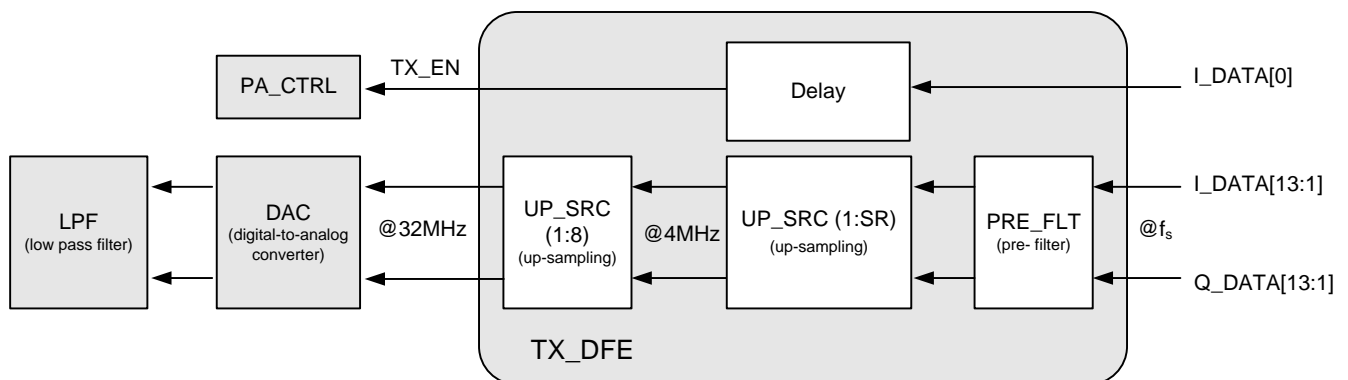 TX_EN
PA_CTRL
Delay
I_DATA[0]
LPF
(low pass filter)
DAC
(digital-to-analog
converter)
@32MHz
UP_SRC
(1:8)
(up-sampling)
@4MHz
UP_SRC (1:SR)
(up-sampling)
PRE_FLT
(pre- filter)
@fs
I_DATA[13:1]
Q_DATA[13:1]
TX_DFE